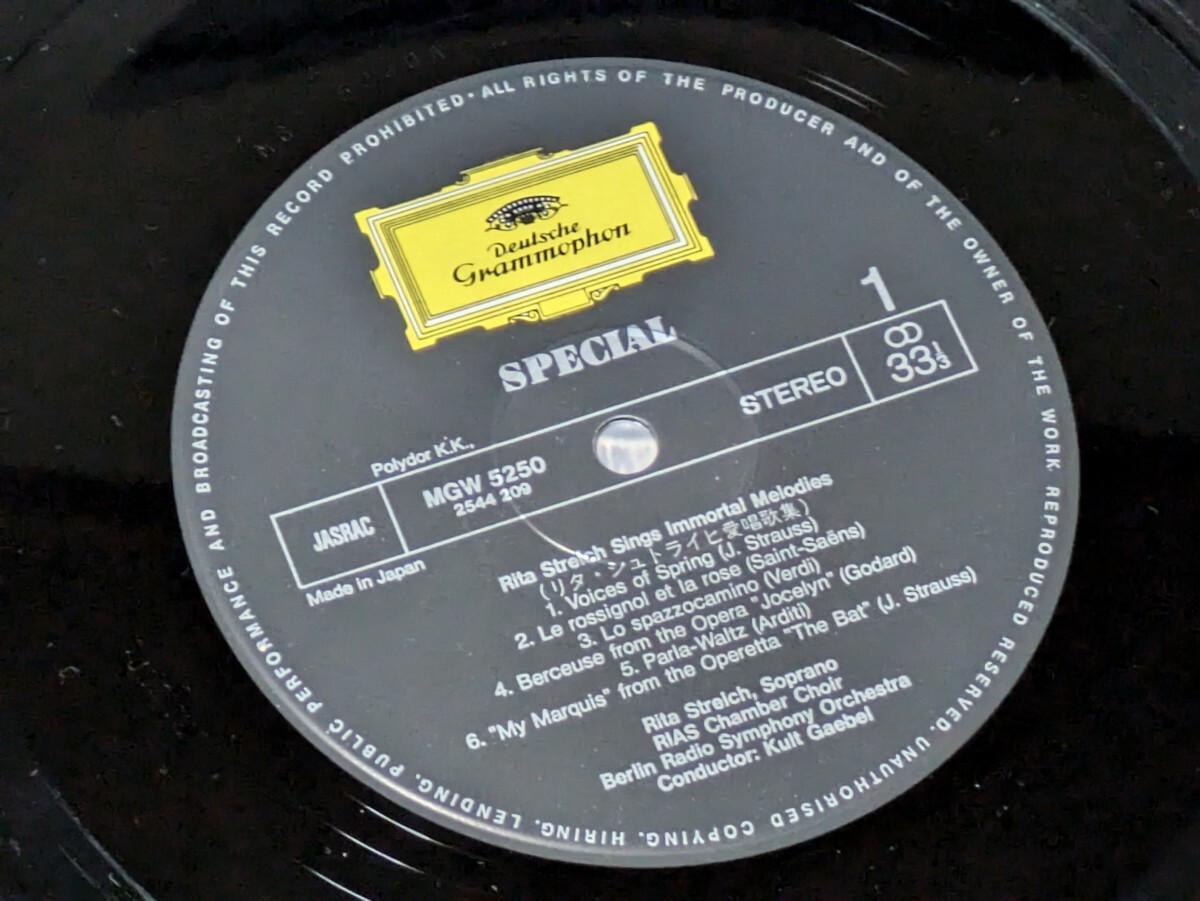 PERFORMANCE AND BROADCASTING OF THIS RECORD PROHIBITED · ALL RIGHTS OF THE PRODUCER AND OF THE OWNER OF THE WORK REPRODUCED RESERVED. UNAUTHORISED COPYING, HIRING, LENDING, PUBLIC
Deutsche
Grammophon
SPECIAL
1
STEREO
33 1/3
Polydor K.K.,
JASRAC
MGW 5250
2544 209
Made in Japan
Rita Streich Sings Immortal Melodies
(リタ・シュトライヒ愛唱歌集)
1. Voices of Spring (J. Strauss)
2. Le rossignol et la rose (Saint-Saëns)
3. Lo spazzocamino (Verdi)
4. Berceuse from the Opera "Jocelyn" (Godard)
5. Parla-Waltz (Arditi)
6. "My Marquis" from the Operetta "The Bat" (J. Strauss)
Rita Streich, Soprano
RIAS Chamber Choir
Berlin Radio Symphony Orchestra
Conductor: Kult Gaebel